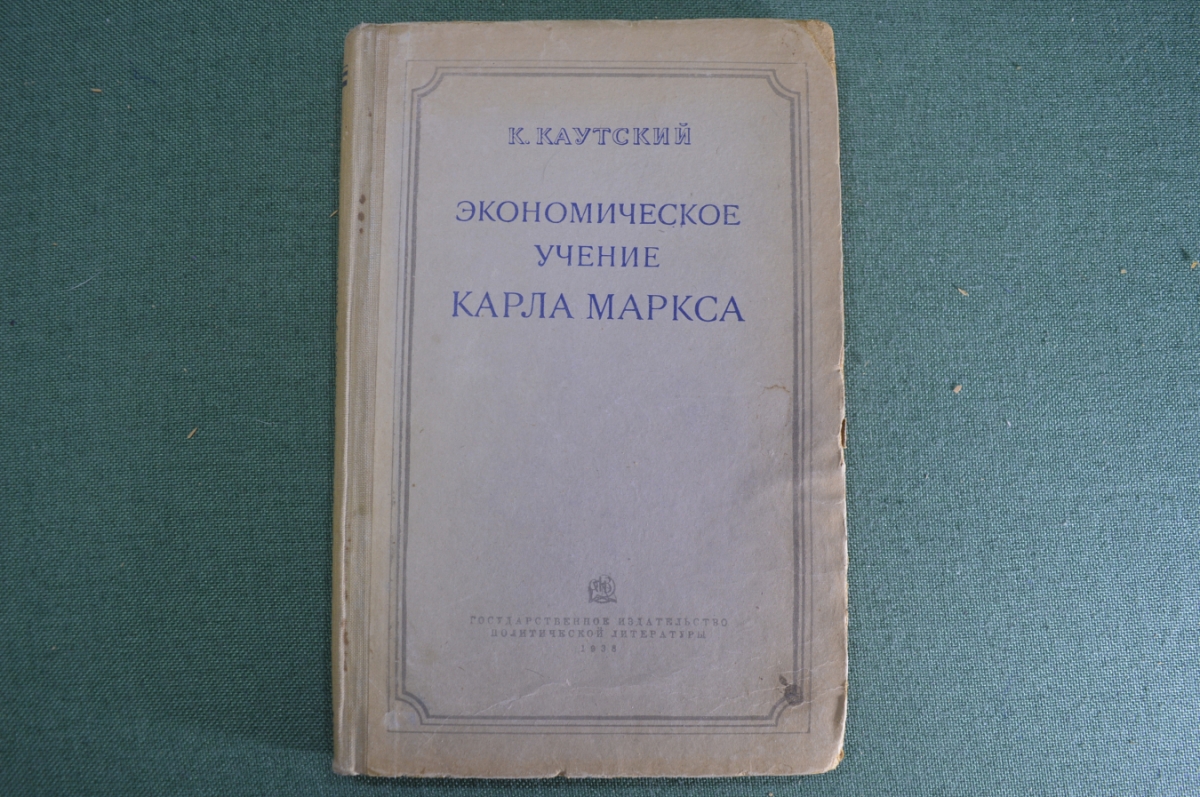 К. КАУТСКИЙ
ЭКОНОМИЧЕСКОЕ
УЧЕНИЕ
КАРЛА МАРКСА
ГОСУДАРСТВЕННОЕ ИЗДАТЕЛЬСТВО
ПОЛИТИЧЕСКОЙ ЛИТЕРАТУРЫ